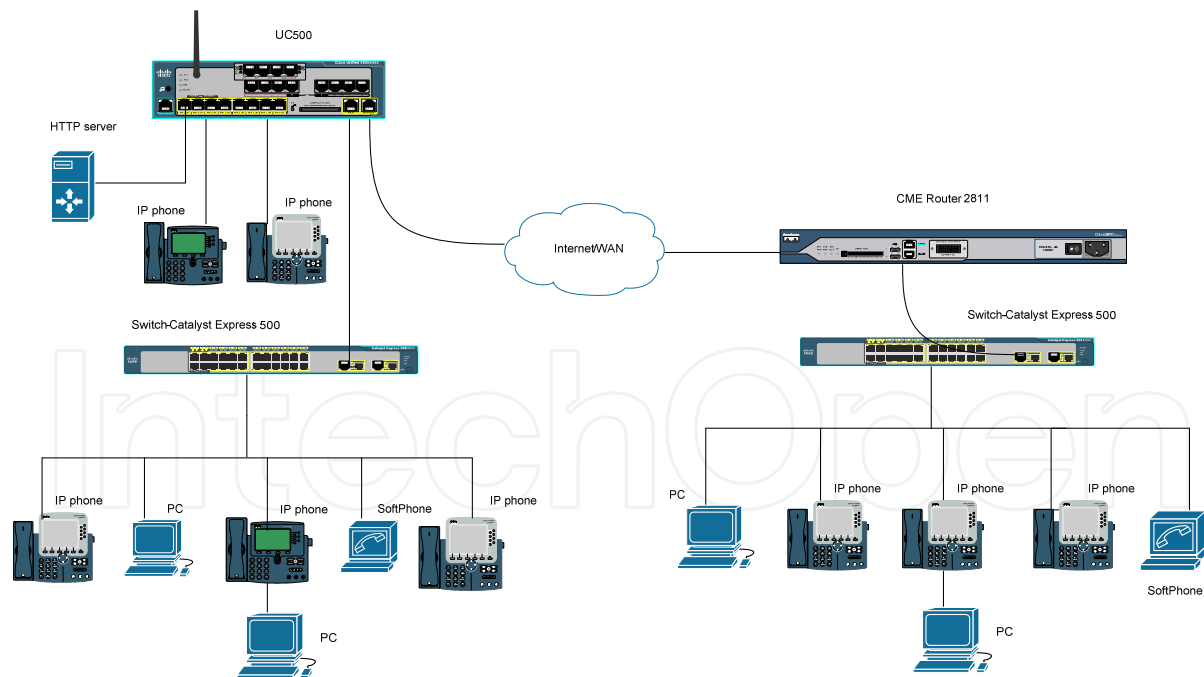 UC500
HTTP server
IP phone
IP phone
InternetWAN
CME Router 2811
Switch-Catalyst Express 500
Switch-Catalyst Express 500
IP phone
PC
IP phone
SoftPhone
IP phone
PC
PC
IP phone
IP phone
IP phone
SoftPhone
PC
IntechOpen